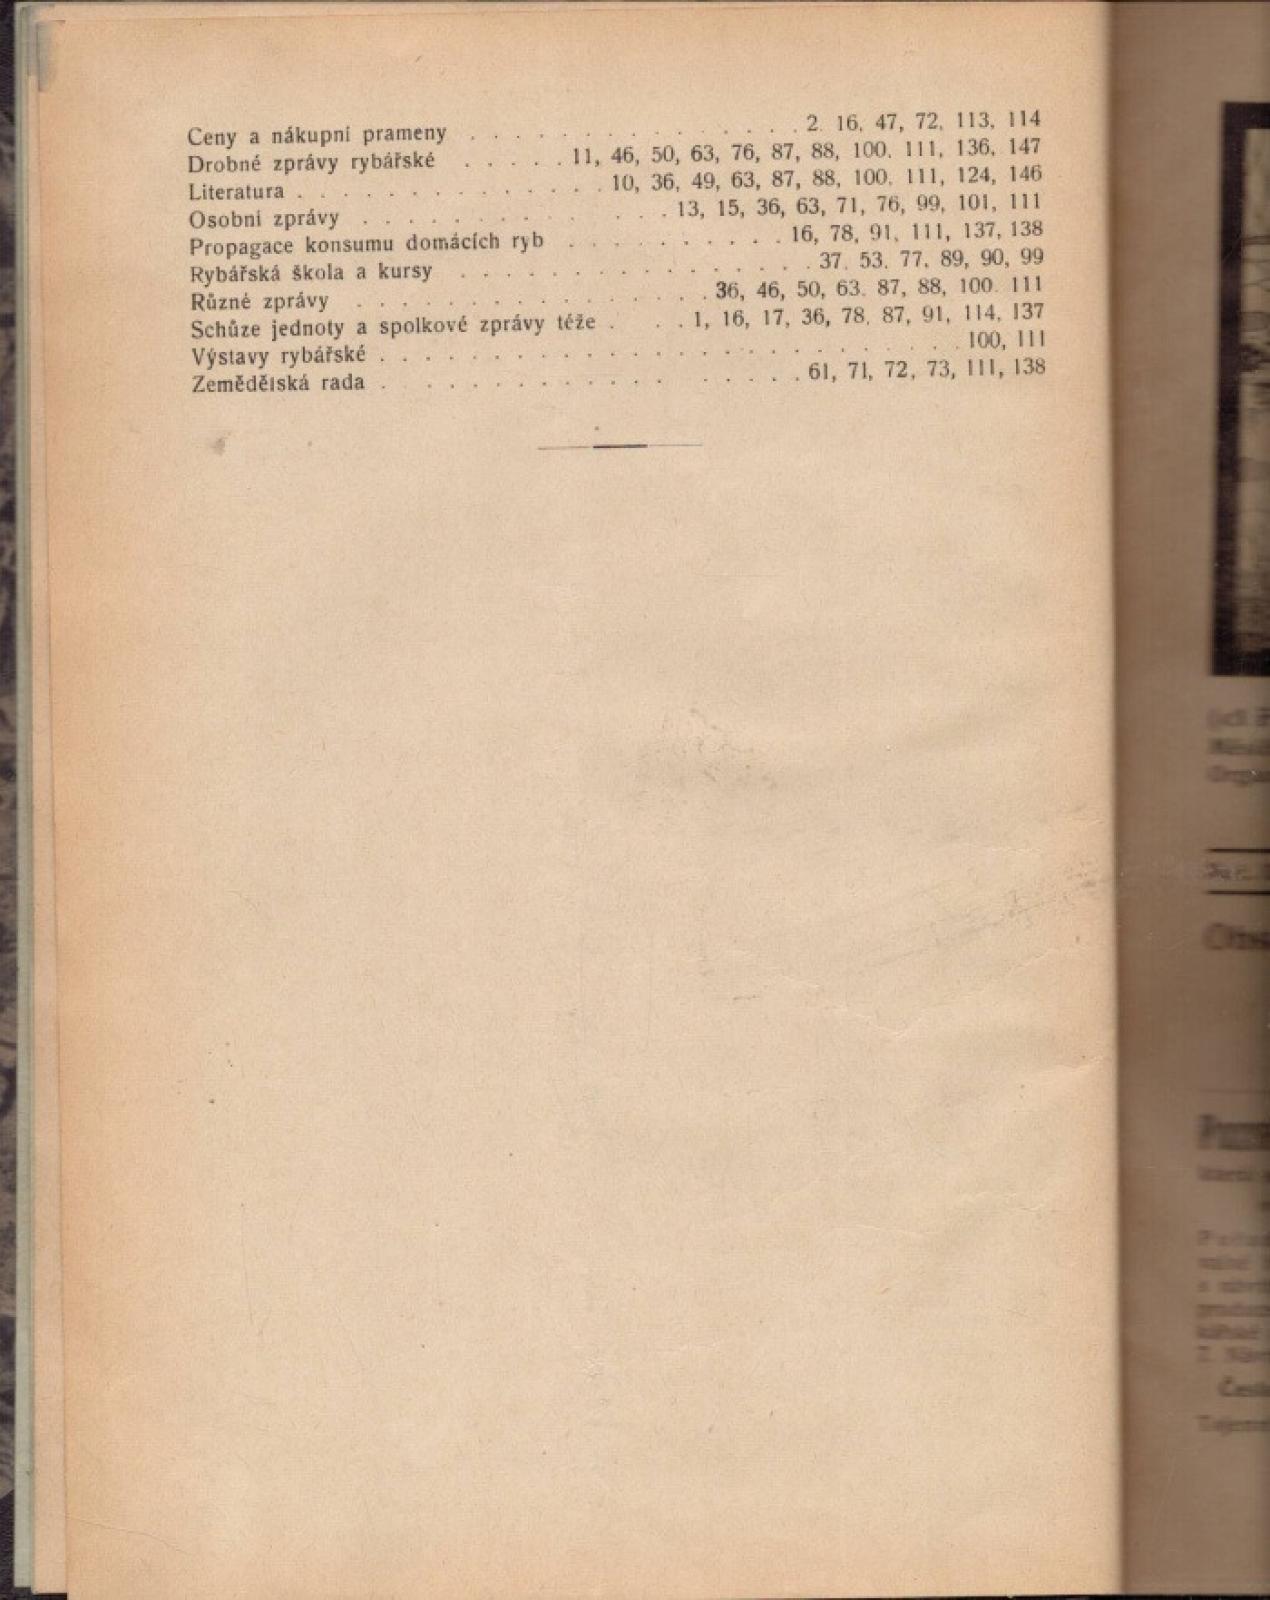 Ceny a nákupní prameny . . . . . . . . . . . . . . 2. 16, 47, 72, 113, 114
Drobné zprávy rybářské . . . . . 11, 46, 50, 63, 76, 87, 88, 100. 111, 136, 147
Literatura . . . . . . . . . . . . . . 10, 36, 49, 63, 87, 88, 100. 111, 124, 146
Osobní zprávy . . . . . . . . . . . . . 13, 15, 36, 63, 71, 76, 99, 101, 111
Propagace konsumu domácích ryb . . . . . . . . . . 16, 78, 91, 111, 137, 138
Rybářská škola a kursy . . . . . . . . . . . . . . . . 37. 53. 77, 89, 90, 99
Různé zprávy . . . . . . . . . . . . . . . . 36, 46, 50, 63. 87, 88, 100. 111
Schůze jednoty a spolkové zprávy téže . . . 1, 16, 17, 36, 78, 87, 91, 114, 137
Výstavy rybářské . . . . . . . . . . . . . . . . . . . . . . . . . . 100, 111
Zemědělská rada . . . . . . . . . . . . . . . . . . 61, 71, 72, 73, 111, 138